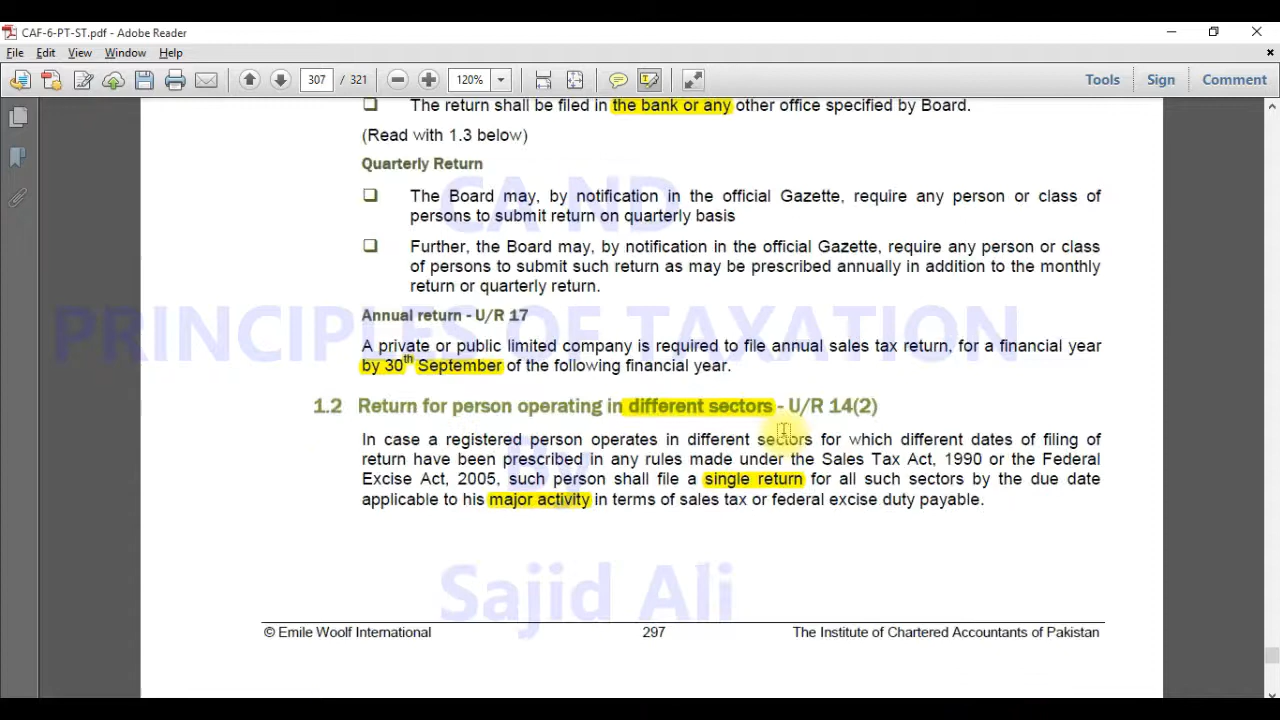 CAF-6-PT-ST.pdf - Adobe Reader
File Edit View Window Help
307 / 321 120% Tools Sign Comment
❑ The return shall be filed in the bank or any other office specified by Board.
(Read with 1.3 below)
Quarterly Return
❑ The Board may, by notification in the official Gazette, require any person or class of
persons to submit return on quarterly basis
❑ Further, the Board may, by notification in the official Gazette, require any person or class
of persons to submit such return as may be prescribed annually in addition to the monthly
return or quarterly return.
Annual return - U/R 17
A private or public limited company is required to file annual sales tax return, for a financial year
by 30th September of the following financial year.
1.2 Return for person operating in different sectors - U/R 14(2)
In case a registered person operates in different sectors for which different dates of filing of
return have been prescribed in any rules made under the Sales Tax Act, 1990 or the Federal
Excise Act, 2005, such person shall file a single return for all such sectors by the due date
applicable to his major activity in terms of sales tax or federal excise duty payable.
CA ND
PRINCIPLES OF TAXATION
By
Sajid Ali
© Emile Woolf International 297 The Institute of Chartered Accountants of Pakistan